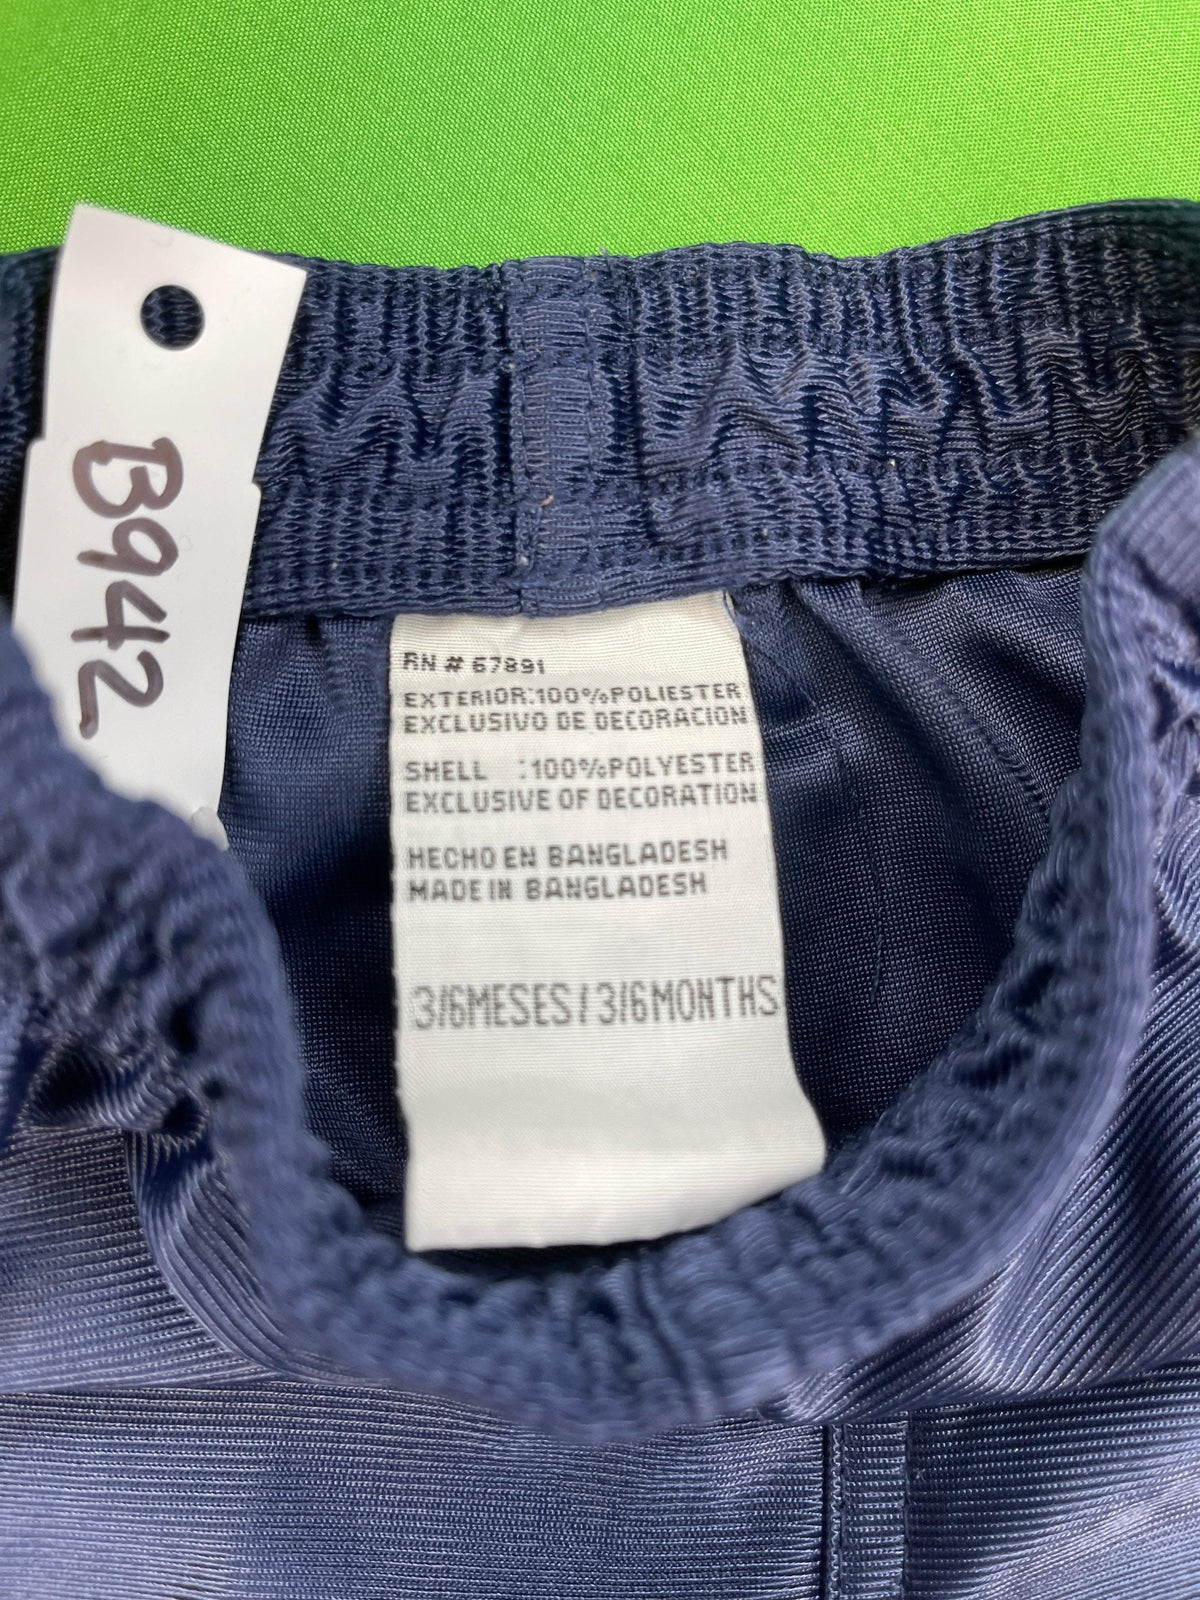 B942
RN # 67891
EXTERIOR:100%POLIESTER
EXCLUSIVO DE DECORACION
SHELL :100%POLYESTER
EXCLUSIVE OF DECORATION
HECHO EN BANGLADESH
MADE IN BANGLADESH
3/6MESES/3/6MONTHS